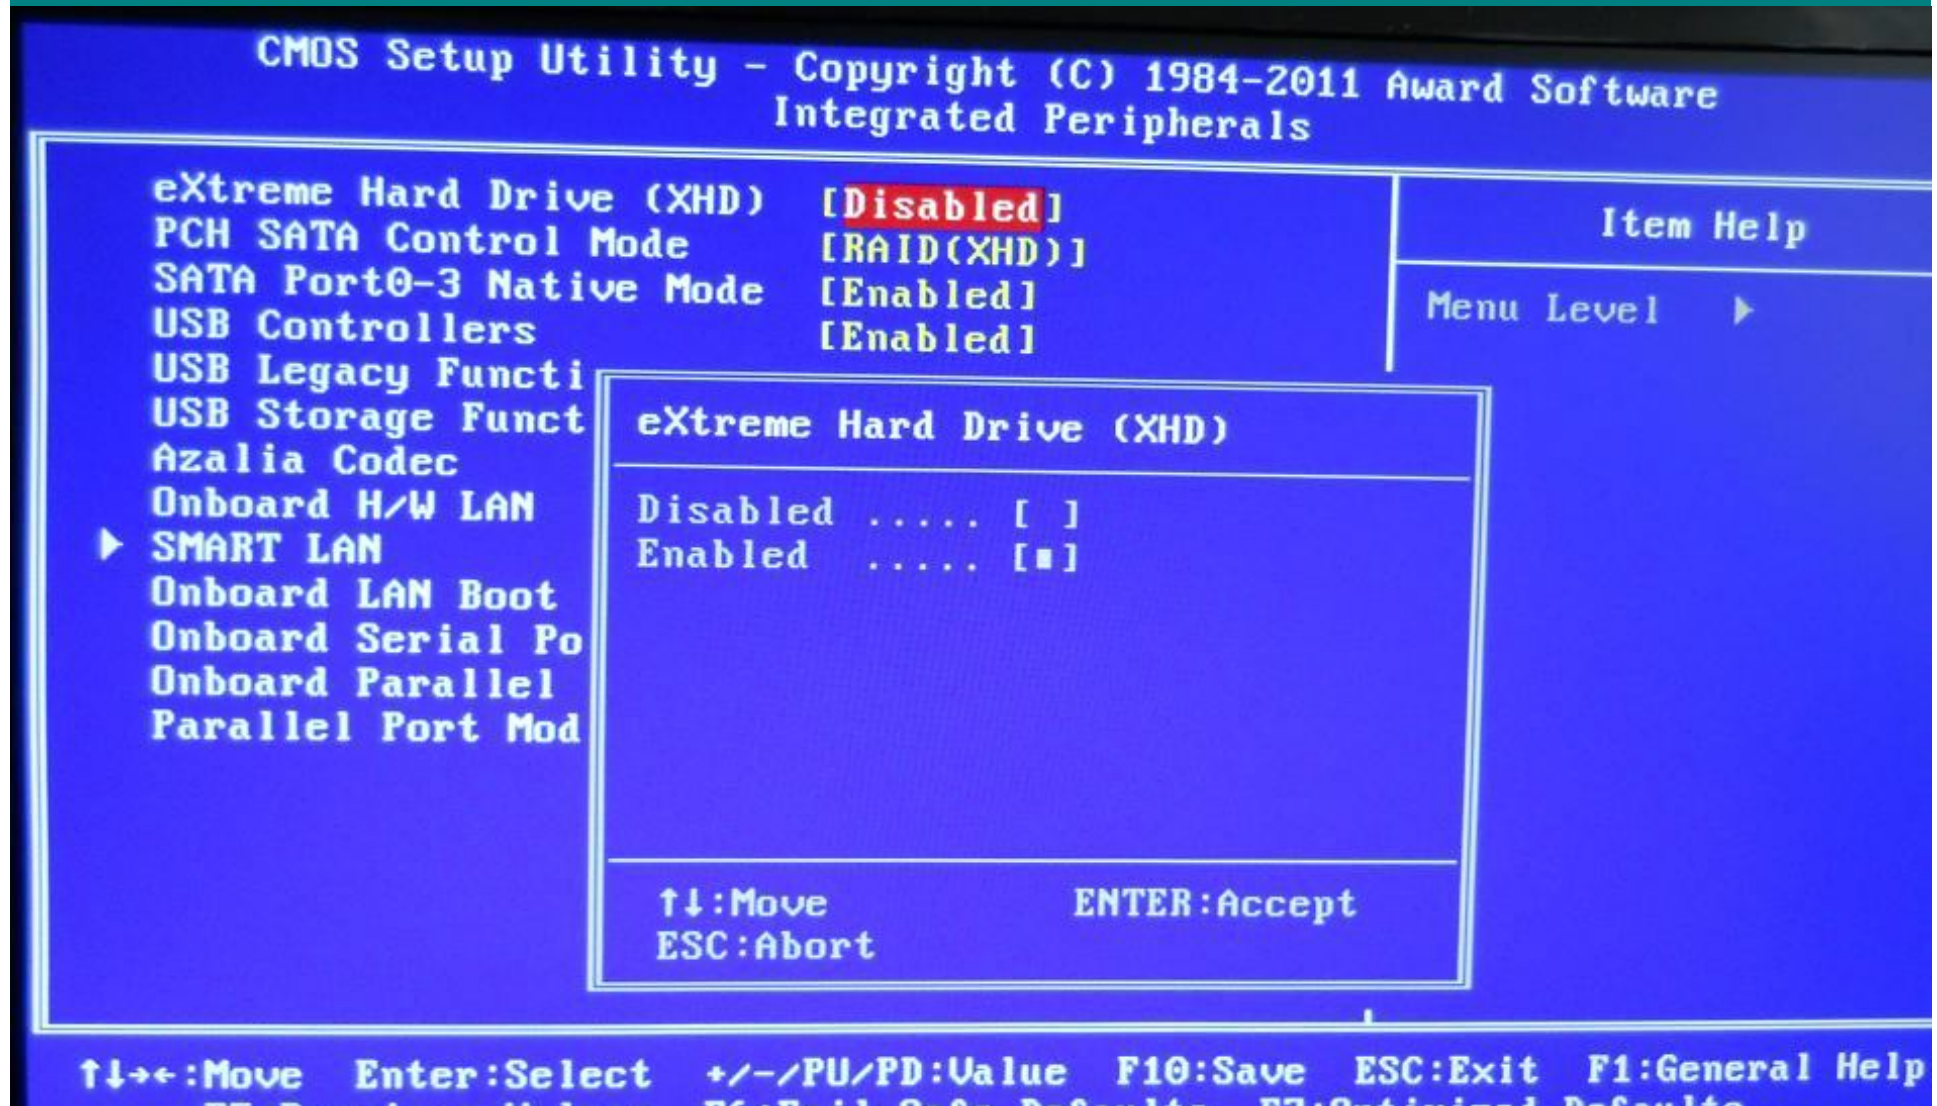 CMOS Setup Utility - Copyright (C) 1984-2011 Award Software
Integrated Peripherals
eXtreme Hard Drive (XHD) [Disabled]
PCH SATA Control Mode [RAID(XHD)]
SATA Port0-3 Native Mode [Enabled]
USB Controllers [Enabled]
USB Legacy Functi
USB Storage Funct
Azalia Codec
Onboard H/W LAN
▶ SMART LAN
Onboard LAN Boot
Onboard Serial Po
Onboard Parallel
Parallel Port Mod
Item Help
Menu Level ▶
eXtreme Hard Drive (XHD)
Disabled ..... [ ]
Enabled ..... [■]
↑↓:Move ENTER:Accept
ESC:Abort
↑↓→←:Move Enter:Select +/-/PU/PD:Value F10:Save ESC:Exit F1:General Help